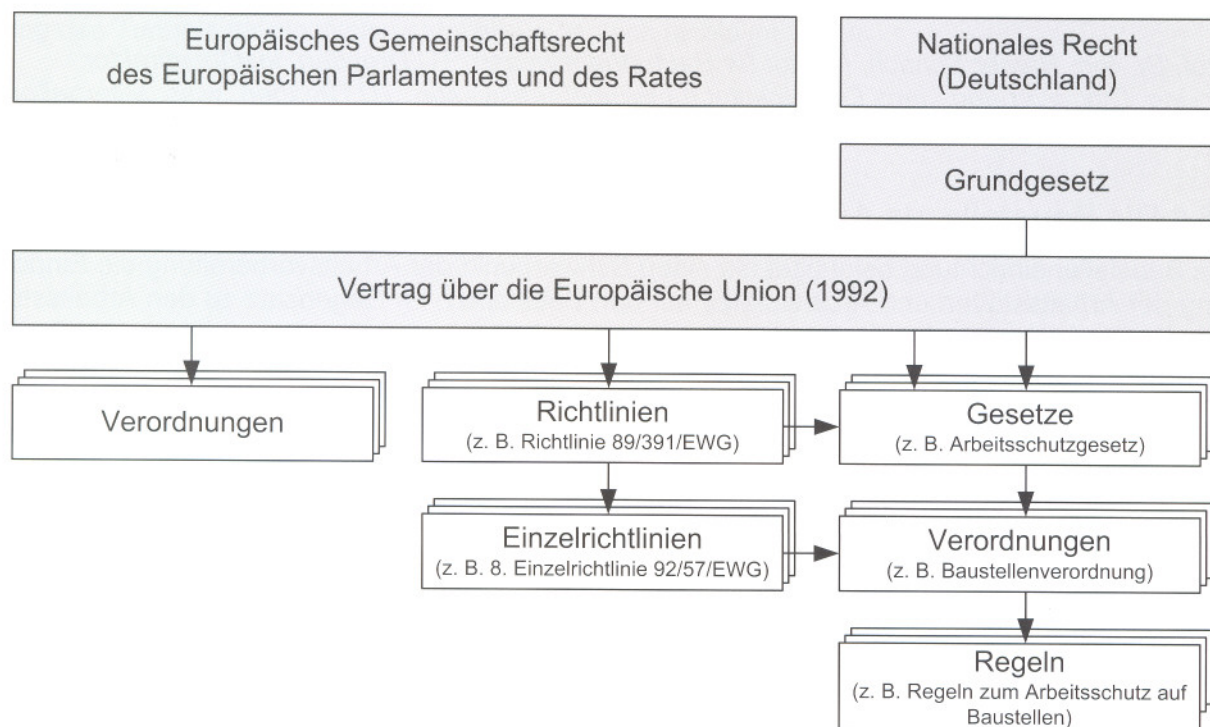 Europäisches Gemeinschaftsrecht
des Europäischen Parlamentes und des Rates
Nationales Recht
(Deutschland)
Grundgesetz
Vertrag über die Europäische Union (1992)
Verordnungen
Richtlinien
(z. B. Richtlinie 89/391/EWG)
Gesetze
(z. B. Arbeitsschutzgesetz)
Einzelrichtlinien
(z. B. 8. Einzelrichtlinie 92/57/EWG)
Verordnungen
(z. B. Baustellenverordnung)
Regeln
(z. B. Regeln zum Arbeitsschutz auf
Baustellen)